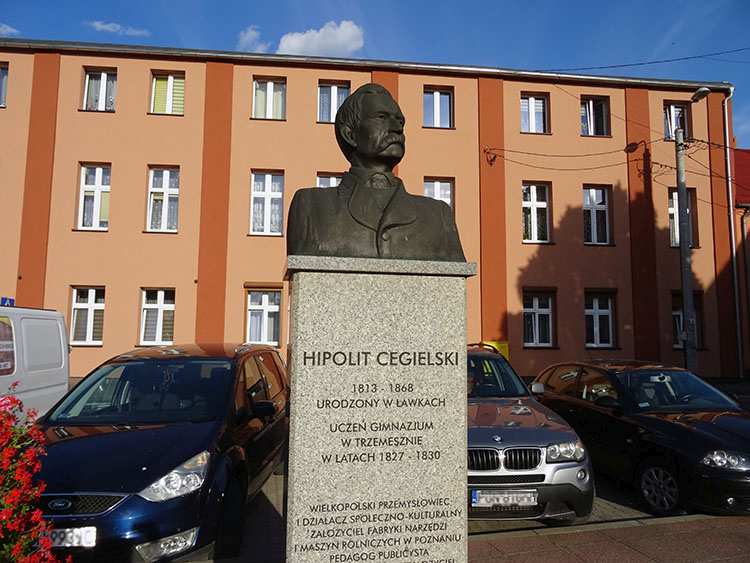 HIPOLIT CEGIELSKI
1813 - 1868
URODZONY W ŁAWKACH
UCZEŃ GIMNAZJUM
W TRZEMESZNIE
W LATACH 1827 - 1830
WIELKOPOLSKI PRZEMYSŁOWIEC
I DZIAŁACZ SPOŁECZNO-KULTURALNY
ZAŁOŻYCIEL FABRYKI NARZĘDZI
I MASZYN ROLNICZYCH W POZNANIU
PEDAGOG PUBLICYSTA